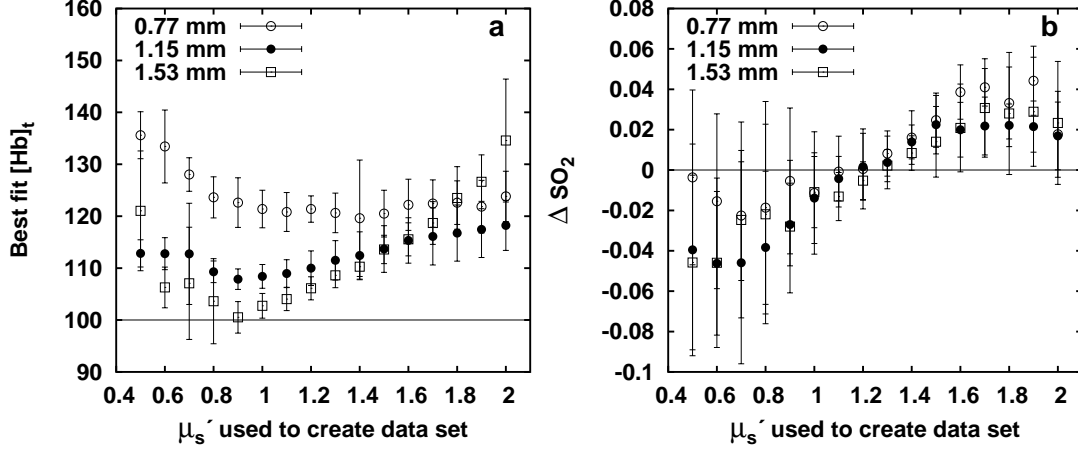 a
0.77 mm
1.15 mm
1.53 mm
160
150
140
130
120
110
100
90
Best fit [Hb]t
0.4 0.6 0.8 1 1.2 1.4 1.6 1.8 2
μs´ used to create data set
b
0.77 mm
1.15 mm
1.53 mm
0.08
0.06
0.04
0.02
0
-0.02
-0.04
-0.06
-0.08
-0.1
Δ SO2
0.4 0.6 0.8 1 1.2 1.4 1.6 1.8 2
μs´ used to create data set